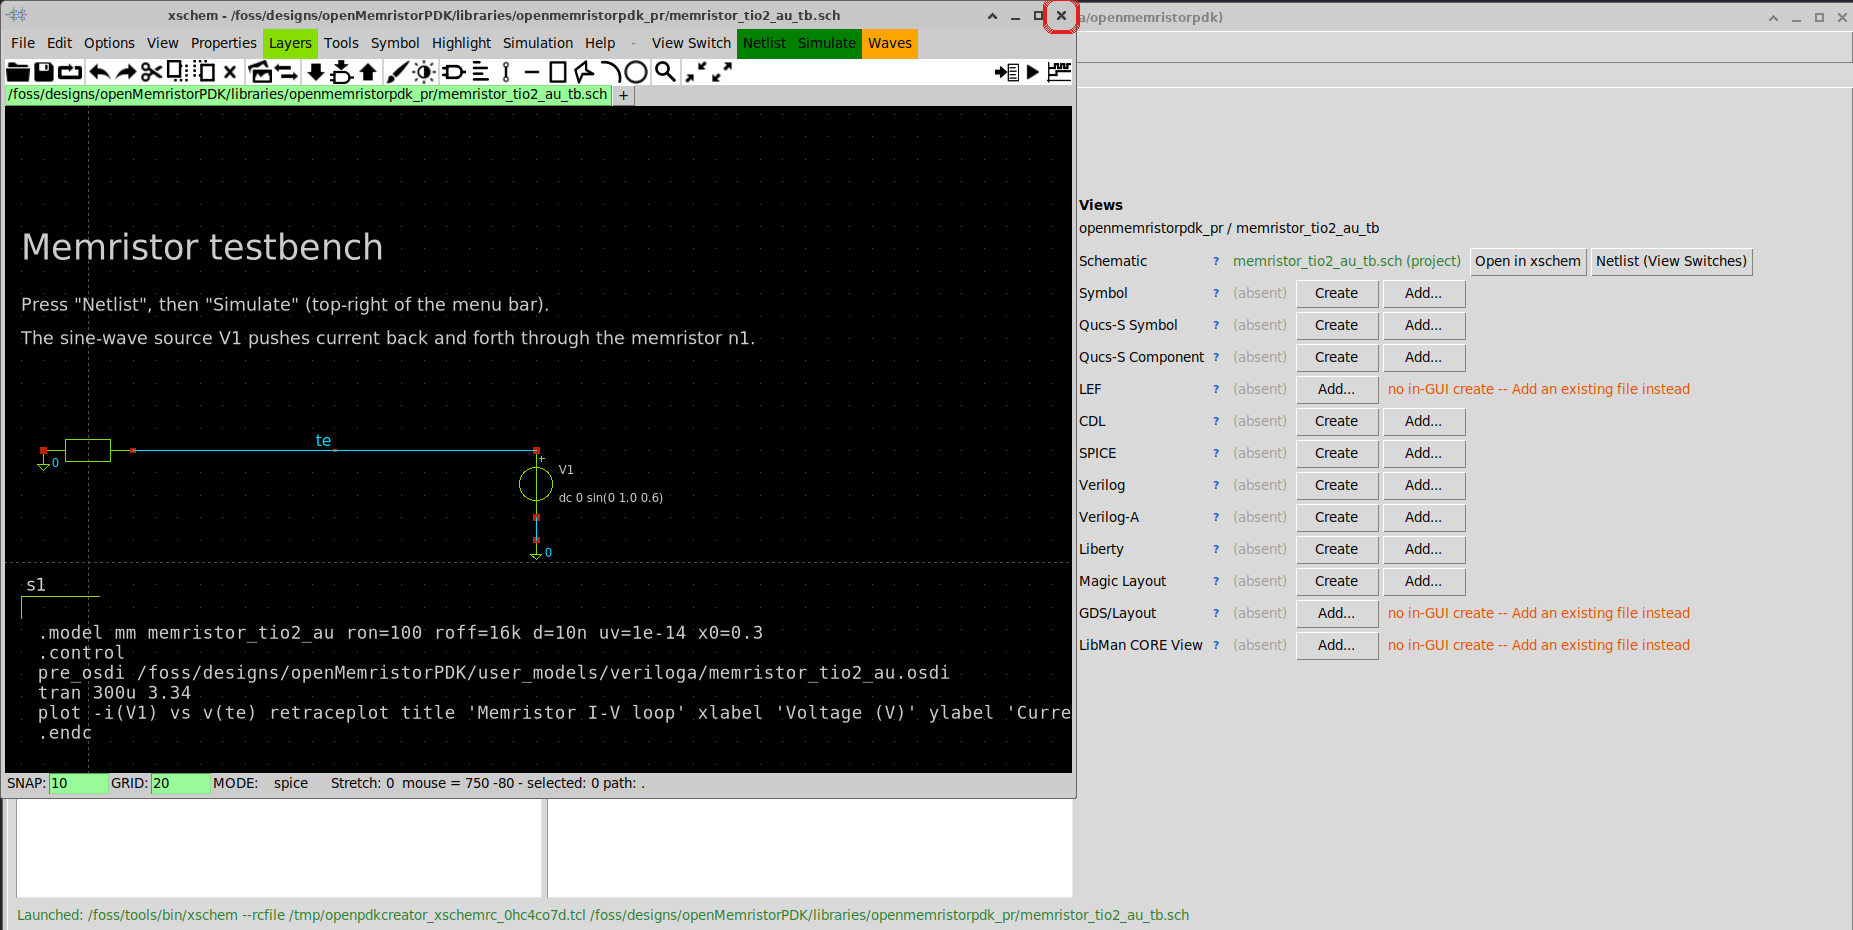 xschem - /foss/designs/openMemristorPDK/libraries/openmemristorpdk_pr/memristor_tio2_au_tb.sch
a/openmemristorpdk)
File Edit Options View Properties Layers Tools Symbol Highlight Simulation Help - View Switch Netlist Simulate Waves
/foss/designs/openMemristorPDK/libraries/openmemristorpdk_pr/memristor_tio2_au_tb.sch +
Memristor testbench
Press "Netlist", then "Simulate" (top-right of the menu bar).
The sine-wave source V1 pushes current back and forth through the memristor n1.
te
0
+
V1
dc 0 sin(0 1.0 0.6)
0
s1
.model mm memristor_tio2_au ron=100 roff=16k d=10n uv=1e-14 x0=0.3
.control
pre_osdi /foss/designs/openMemristorPDK/user_models/veriloga/memristor_tio2_au.osdi
tran 300u 3.34
plot -i(V1) vs v(te) retraceplot title 'Memristor I-V loop' xlabel 'Voltage (V)' ylabel 'Curre
.endc
SNAP: 10 GRID: 20 MODE: spice Stretch: 0 mouse = 750 -80 - selected: 0 path: .
Views
openmemristorpdk_pr / memristor_tio2_au_tb
Schematic ? memristor_tio2_au_tb.sch (project) Open in xschem Netlist (View Switches)
Symbol ? (absent) Create Add...
Qucs-S Symbol ? (absent) Create Add...
Qucs-S Component ? (absent) Create Add...
LEF ? (absent) Add... no in-GUI create -- Add an existing file instead
CDL ? (absent) Create Add...
SPICE ? (absent) Create Add...
Verilog ? (absent) Create Add...
Verilog-A ? (absent) Create Add...
Liberty ? (absent) Create Add...
Magic Layout ? (absent) Create Add...
GDS/Layout ? (absent) Add... no in-GUI create -- Add an existing file instead
LibMan CORE View ? (absent) Add... no in-GUI create -- Add an existing file instead
Launched: /foss/tools/bin/xschem --rcfile /tmp/openpdkcreator_xschemrc_0hc4co7d.tcl /foss/designs/openMemristorPDK/libraries/openmemristorpdk_pr/memristor_tio2_au_tb.sch